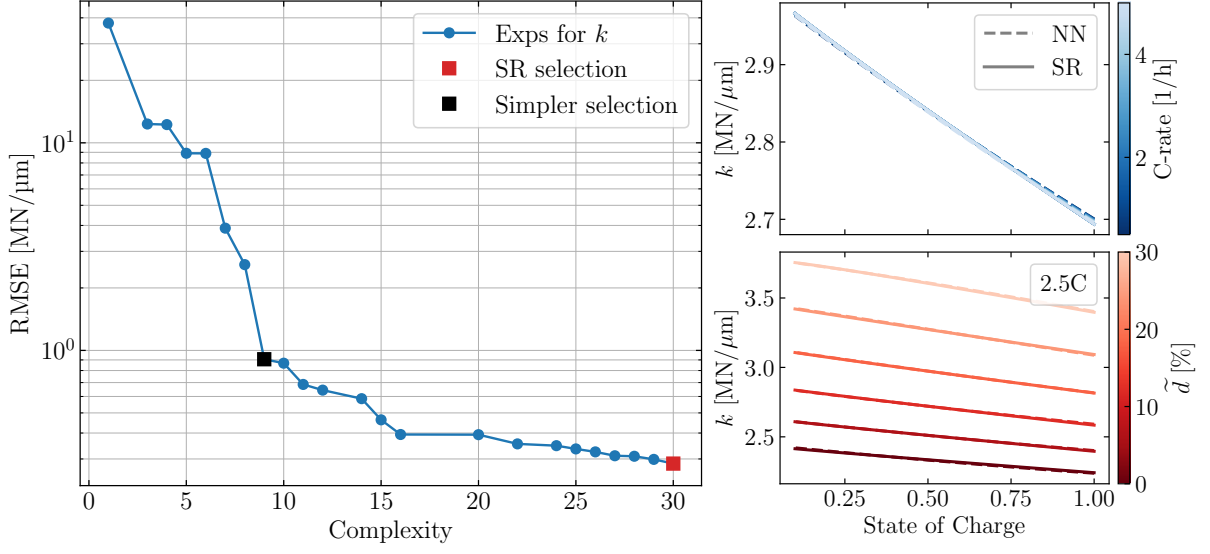 RMSE [MN/µm]
10¹
10⁰
0
5
10
15
20
25
30
Complexity
Exps for k
SR selection
Simpler selection
k [MN/µm]
2.9
2.8
2.7
NN
SR
4
2
C-rate [1/h]
k [MN/µm]
3.5
3.0
2.5
2.5C
0.25
0.50
0.75
1.00
State of Charge
30
20
10
0
d̃ [%]